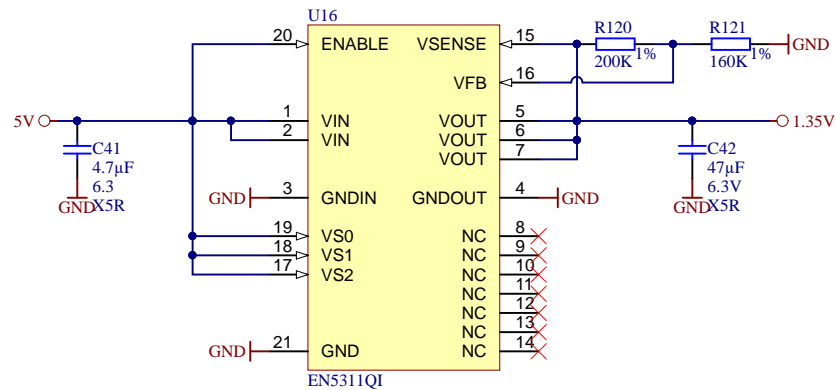 U16
20 ENABLE VSENSE 15
R120
200K 1%
R121
160K 1%
GND
VFB 16
5V
1 VIN VOUT 5
2 VIN VOUT 6
VOUT 7
1.35V
C41
4.7µF
6.3
X5R
GND
C42
47µF
6.3V
X5R
GND
GND 3 GNDIN GNDOUT 4 GND
19 VS0 NC 8
18 VS1 NC 9
17 VS2 NC 10
NC 11
NC 12
NC 13
GND 21 GND NC 14
EN5311QI